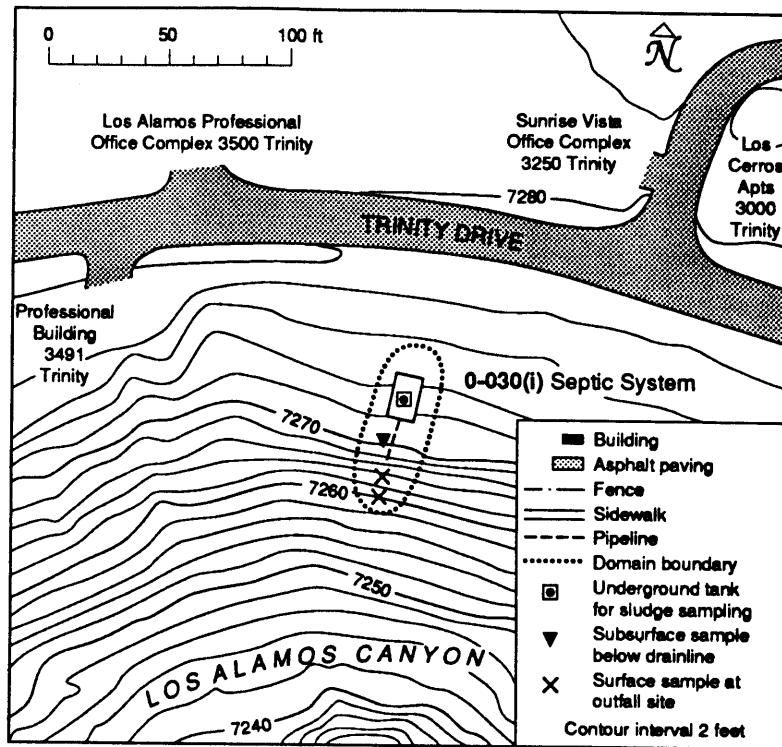 0 50 100 ft
N
Los Alamos Professional
Office Complex 3500 Trinity
Sunrise Vista
Office Complex
3250 Trinity
Los
Cerros
Apts
3000
Trinity
7280
TRINITY DRIVE
Professional
Building
3491
Trinity
0-030(i) Septic System
7270
7260
7250
LOS ALAMOS CANYON
7240
Building
Asphalt paving
Fence
Sidewalk
Pipeline
Domain boundary
Underground tank
for sludge sampling
Subsurface sample
below drainline
Surface sample at
outfall site
Contour interval 2 feet